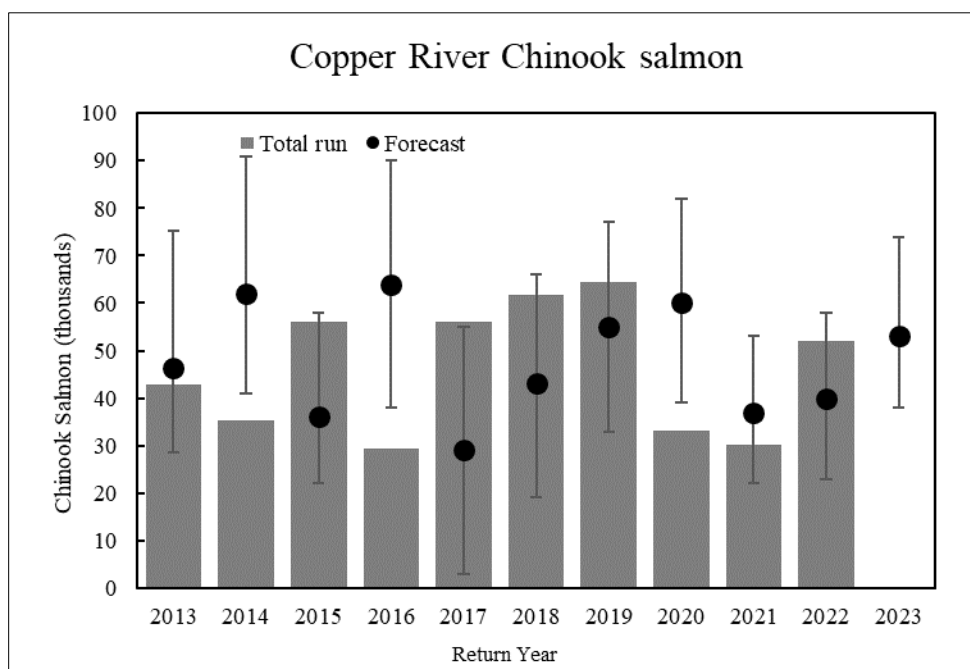 Copper River Chinook salmon
Total run
Forecast
Chinook Salmon (thousands)
100
90
80
70
60
50
40
30
20
10
0
2013 2014 2015 2016 2017 2018 2019 2020 2021 2022 2023
Return Year